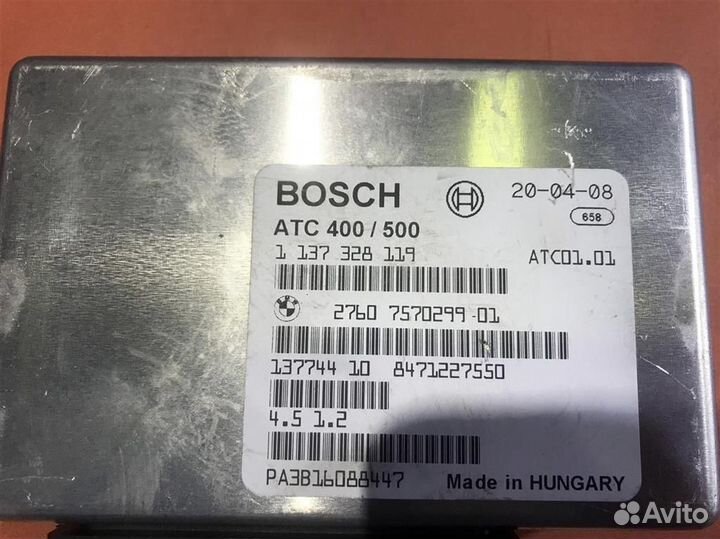 BOSCH 20-04-08
658
ATC 400 / 500
1 137 328 119 ATC01.01
2760 7570299-01
137744 10 8471227550
4.5 1.2
PA3B16088447 Made in HUNGARY
Avito